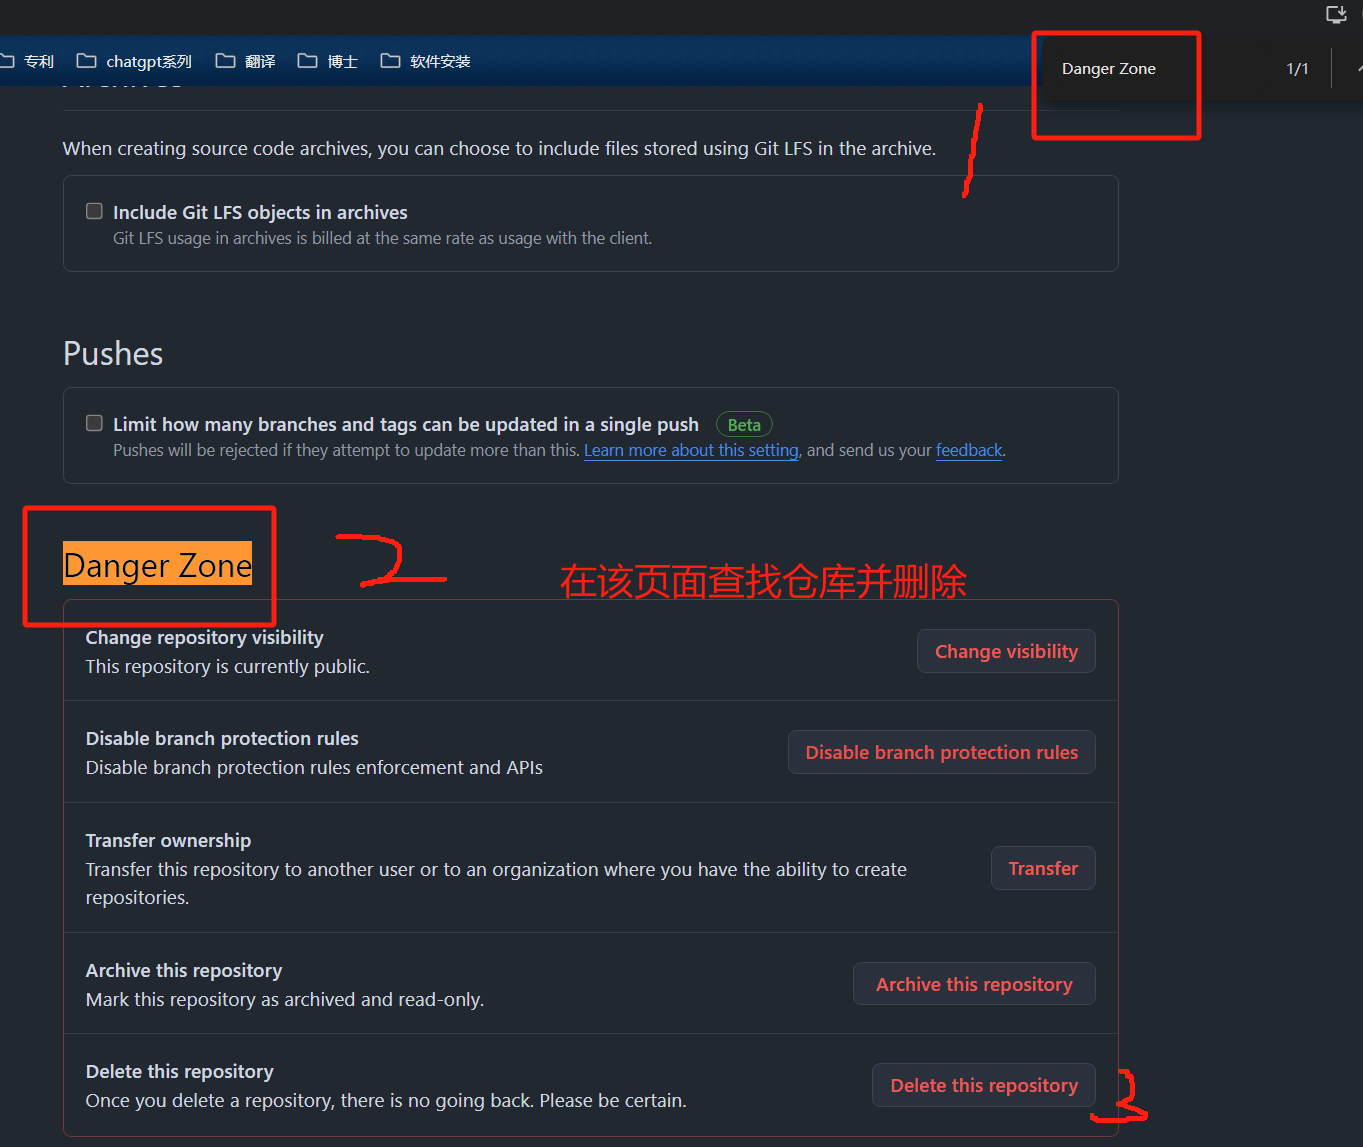 专利 chatgpt系列 翻译 博士 软件安装
Danger Zone 1/1
1
When creating source code archives, you can choose to include files stored using Git LFS in the archive.
Include Git LFS objects in archives
Git LFS usage in archives is billed at the same rate as usage with the client.
Pushes
Limit how many branches and tags can be updated in a single push Beta
Pushes will be rejected if they attempt to update more than this. Learn more about this setting, and send us your feedback.
Danger Zone
2
在该页面查找仓库并删除
Change repository visibility
This repository is currently public.
Change visibility
Disable branch protection rules
Disable branch protection rules enforcement and APIs
Disable branch protection rules
Transfer ownership
Transfer this repository to another user or to an organization where you have the ability to create
repositories.
Transfer
Archive this repository
Mark this repository as archived and read-only.
Archive this repository
Delete this repository
Once you delete a repository, there is no going back. Please be certain.
Delete this repository
3